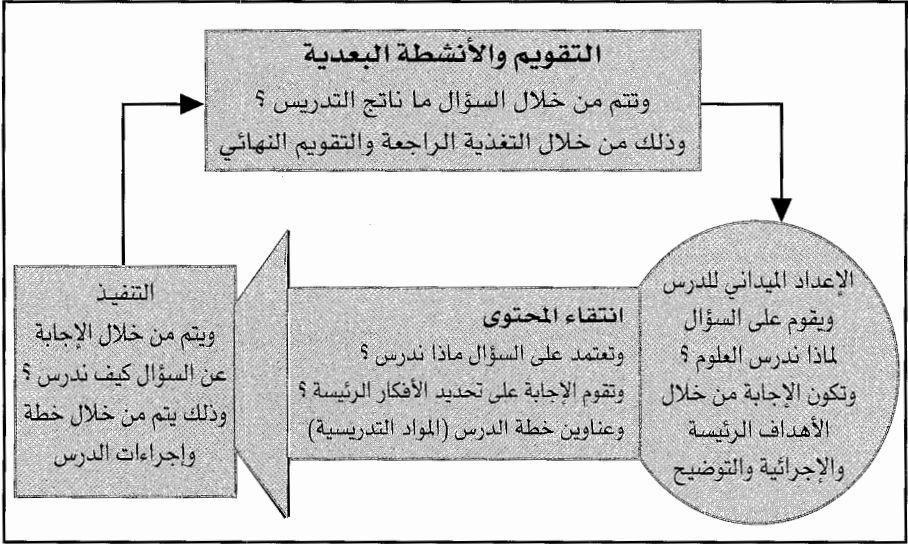 التقويم والأنشطة البعدية
وتتم من خلال السؤال ما ناتج التدريس ؟
وذلك من خلال التغذية الراجعة والتقويم النهائي
الإعداد الميداني للدرس
ويقوم على السؤال
لماذا ندرس العلوم ؟
وتكون الإجابة من خلال
الأهداف الرئيسة
والإجرائية والتوضيح
انتقاء المحتوى
وتعتمد على السؤال ماذا ندرس ؟
وتقوم الإجابة على تحديد الأفكار الرئيسة ؟
وعناوين خطة الدرس (المواد التدريسية)
التنفيذ
ويتم من خلال الإجابة
عن السؤال كيف ندرس ؟
وذلك يتم من خلال خطة
وإجراءات الدرس